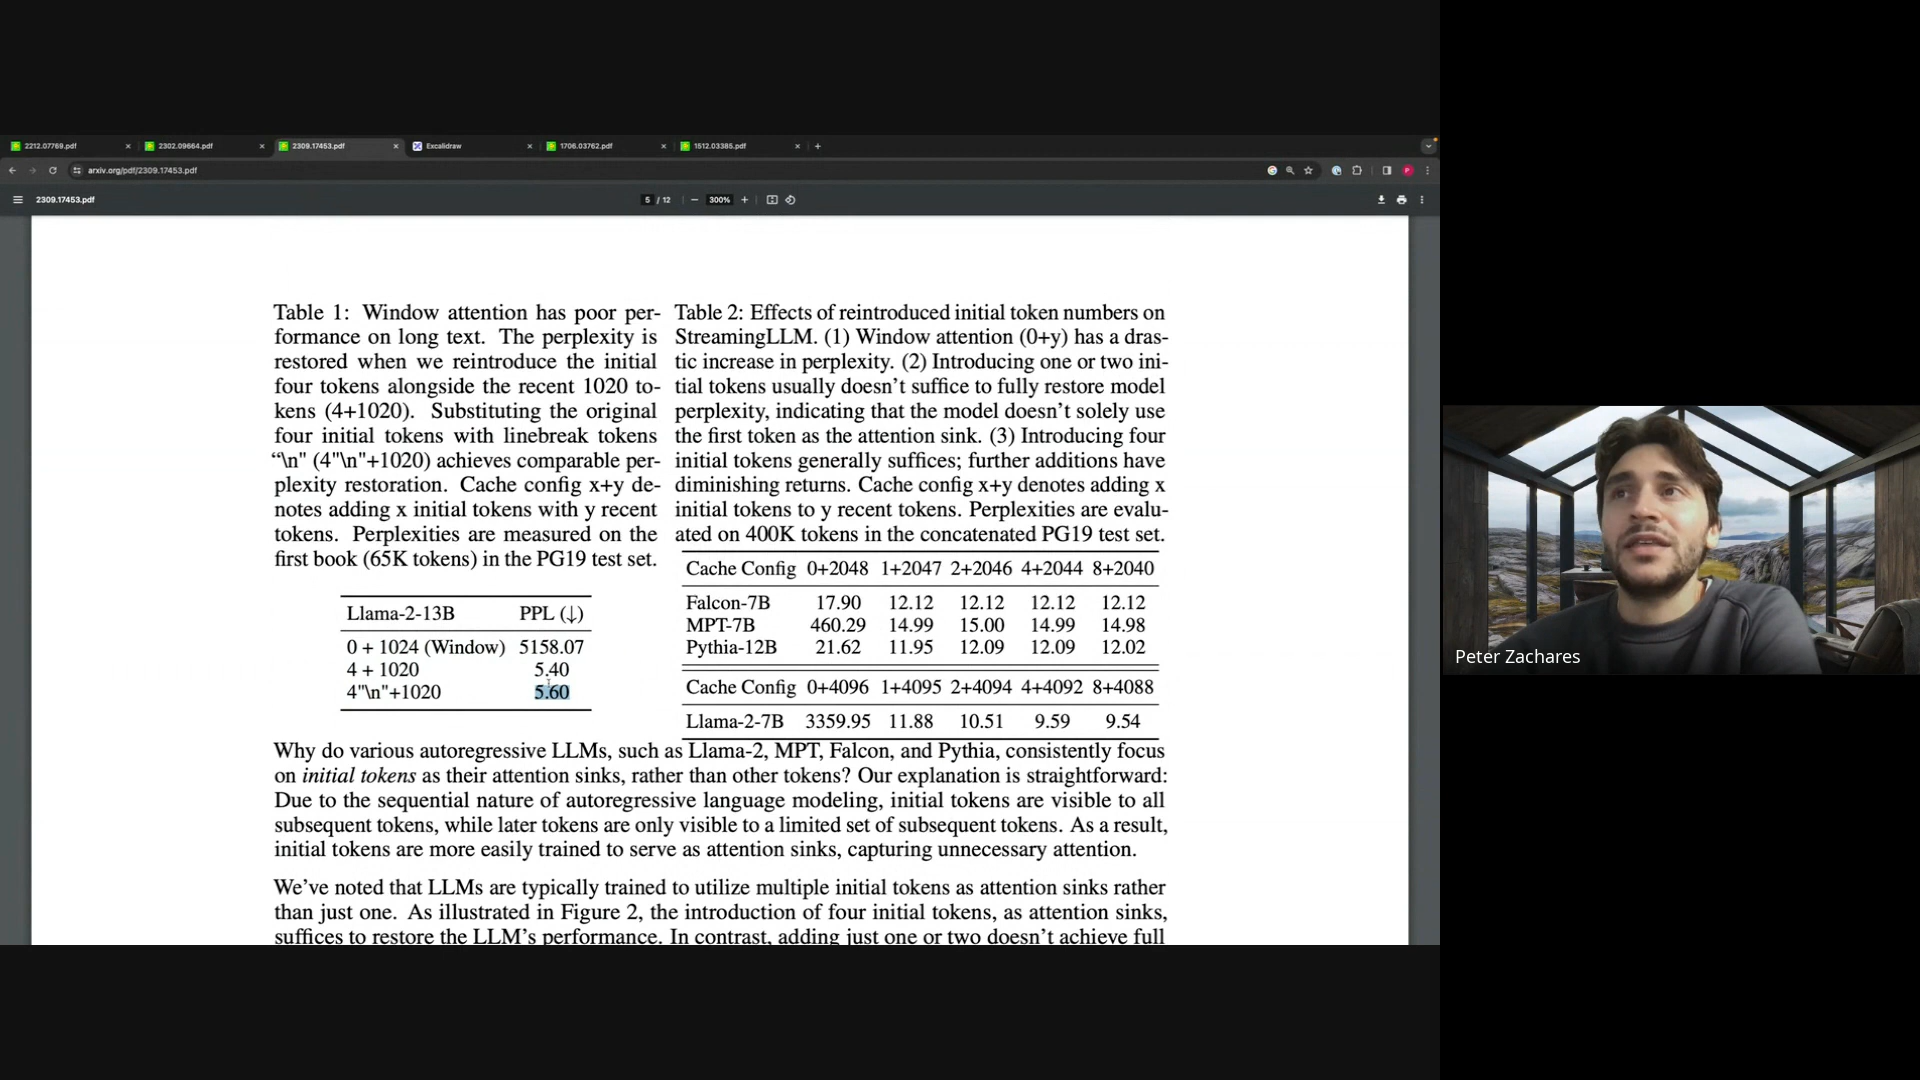 2212.07769.pdf
2302.09664.pdf
2309.17453.pdf
Excalidraw
1706.03762.pdf
1512.03385.pdf
arxiv.org/pdf/2309.17453.pdf
2309.17453.pdf
5 / 12
300%
Table 1: Window attention has poor per-
formance on long text. The perplexity is
restored when we reintroduce the initial
four tokens alongside the recent 1020 to-
kens (4+1020). Substituting the original
four initial tokens with linebreak tokens
“\n" (4"\n"+1020) achieves comparable per-
plexity restoration. Cache config x+y de-
notes adding x initial tokens with y recent
tokens. Perplexities are measured on the
first book (65K tokens) in the PG19 test set.
Llama-2-13B PPL (↓)
0 + 1024 (Window) 5158.07
4 + 1020 5.40
4"\n"+1020 5.60
Table 2: Effects of reintroduced initial token numbers on
StreamingLLM. (1) Window attention (0+y) has a dras-
tic increase in perplexity. (2) Introducing one or two ini-
tial tokens usually doesn’t suffice to fully restore model
perplexity, indicating that the model doesn’t solely use
the first token as the attention sink. (3) Introducing four
initial tokens generally suffices; further additions have
diminishing returns. Cache config x+y denotes adding x
initial tokens to y recent tokens. Perplexities are evalu-
ated on 400K tokens in the concatenated PG19 test set.
Cache Config 0+2048 1+2047 2+2046 4+2044 8+2040
Falcon-7B 17.90 12.12 12.12 12.12 12.12
MPT-7B 460.29 14.99 15.00 14.99 14.98
Pythia-12B 21.62 11.95 12.09 12.09 12.02
Cache Config 0+4096 1+4095 2+4094 4+4092 8+4088
Llama-2-7B 3359.95 11.88 10.51 9.59 9.54
Why do various autoregressive LLMs, such as Llama-2, MPT, Falcon, and Pythia, consistently focus
on initial tokens as their attention sinks, rather than other tokens? Our explanation is straightforward:
Due to the sequential nature of autoregressive language modeling, initial tokens are visible to all
subsequent tokens, while later tokens are only visible to a limited set of subsequent tokens. As a result,
initial tokens are more easily trained to serve as attention sinks, capturing unnecessary attention.
We’ve noted that LLMs are typically trained to utilize multiple initial tokens as attention sinks rather
than just one. As illustrated in Figure 2, the introduction of four initial tokens, as attention sinks,
suffices to restore the LLM’s performance. In contrast, adding just one or two doesn’t achieve full
Peter Zachares